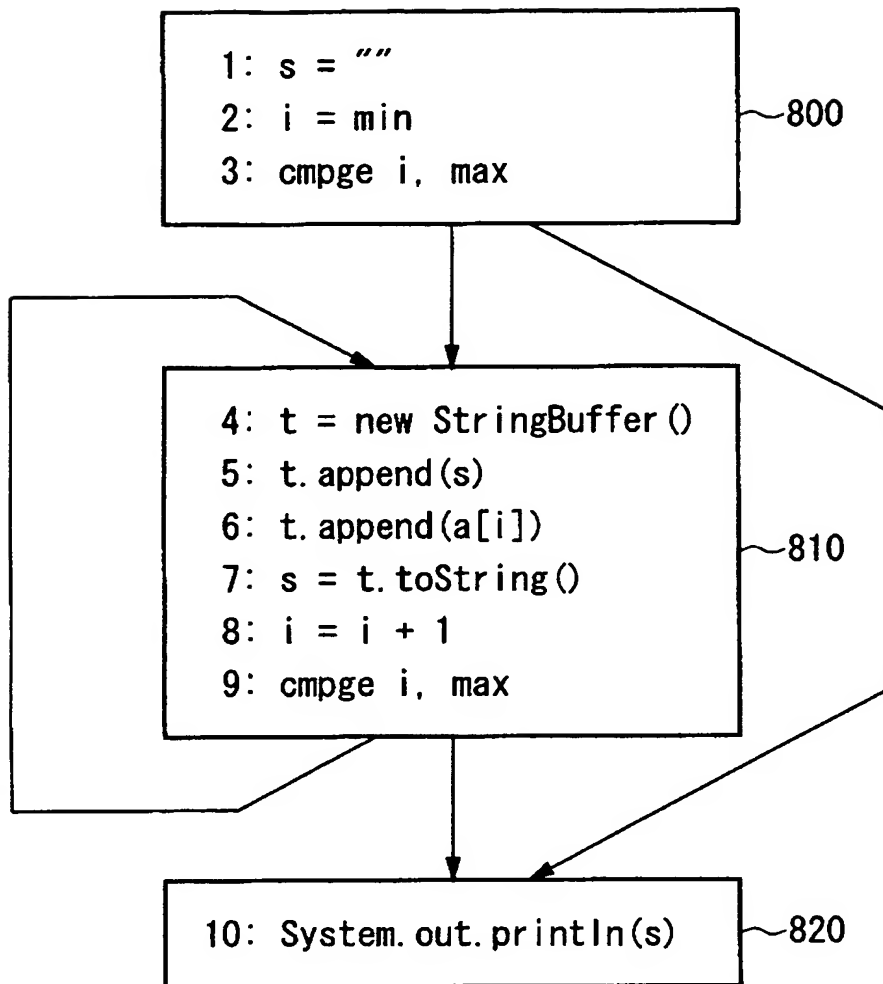 1: s = ""
2: i = min
3: cmpge i, max
800
4: t = new StringBuffer()
5: t.append(s)
6: t.append(a[i])
7: s = t.toString()
8: i = i + 1
9: cmpge i, max
810
10: System.out.println(s)
820